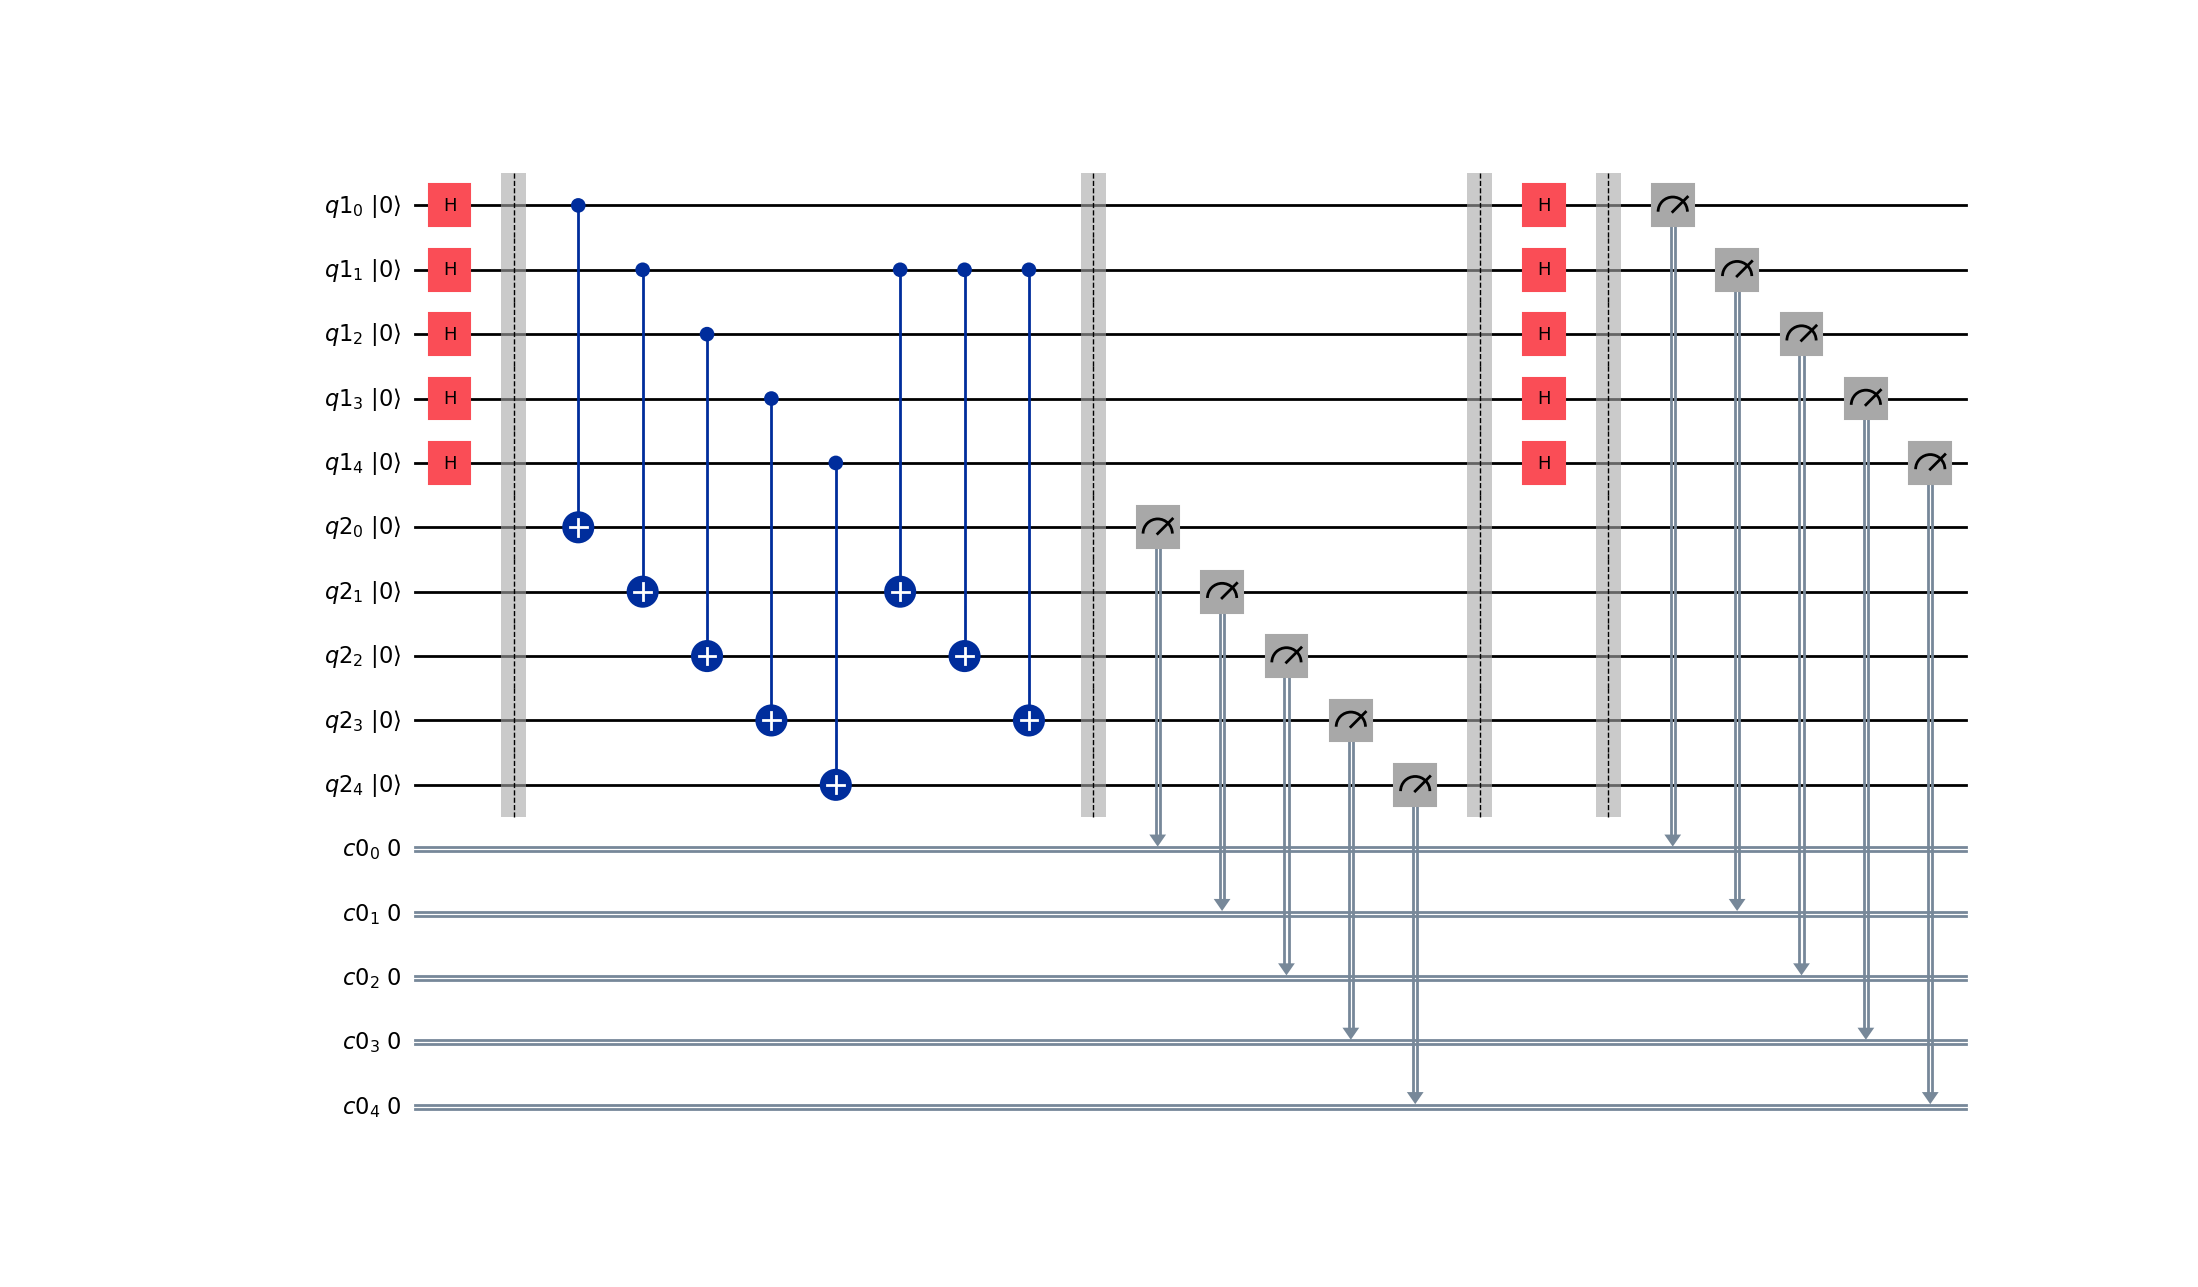 q1₀ |0⟩ H H
q1₁ |0⟩ H H
q1₂ |0⟩ H H
q1₃ |0⟩ H H
q1₄ |0⟩ H H
q2₀ |0⟩
q2₁ |0⟩
q2₂ |0⟩
q2₃ |0⟩
q2₄ |0⟩
c0₀ 0
c0₁ 0
c0₂ 0
c0₃ 0
c0₄ 0